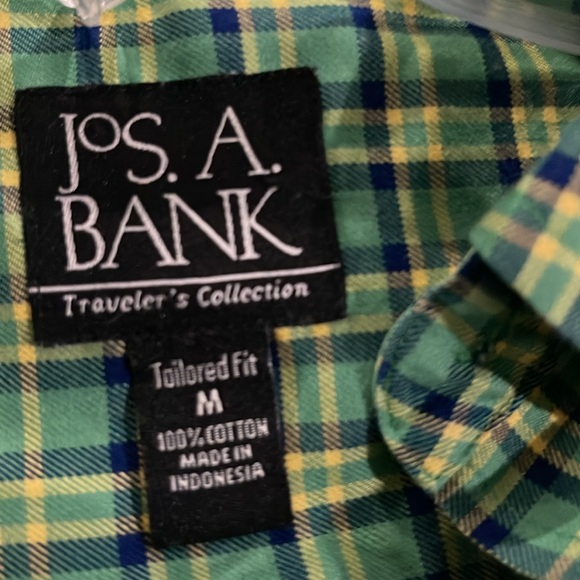 JoS. A.
BANK
Traveler's Collection
Tailored Fit
M
100% COTTON
MADE IN
INDONESIA